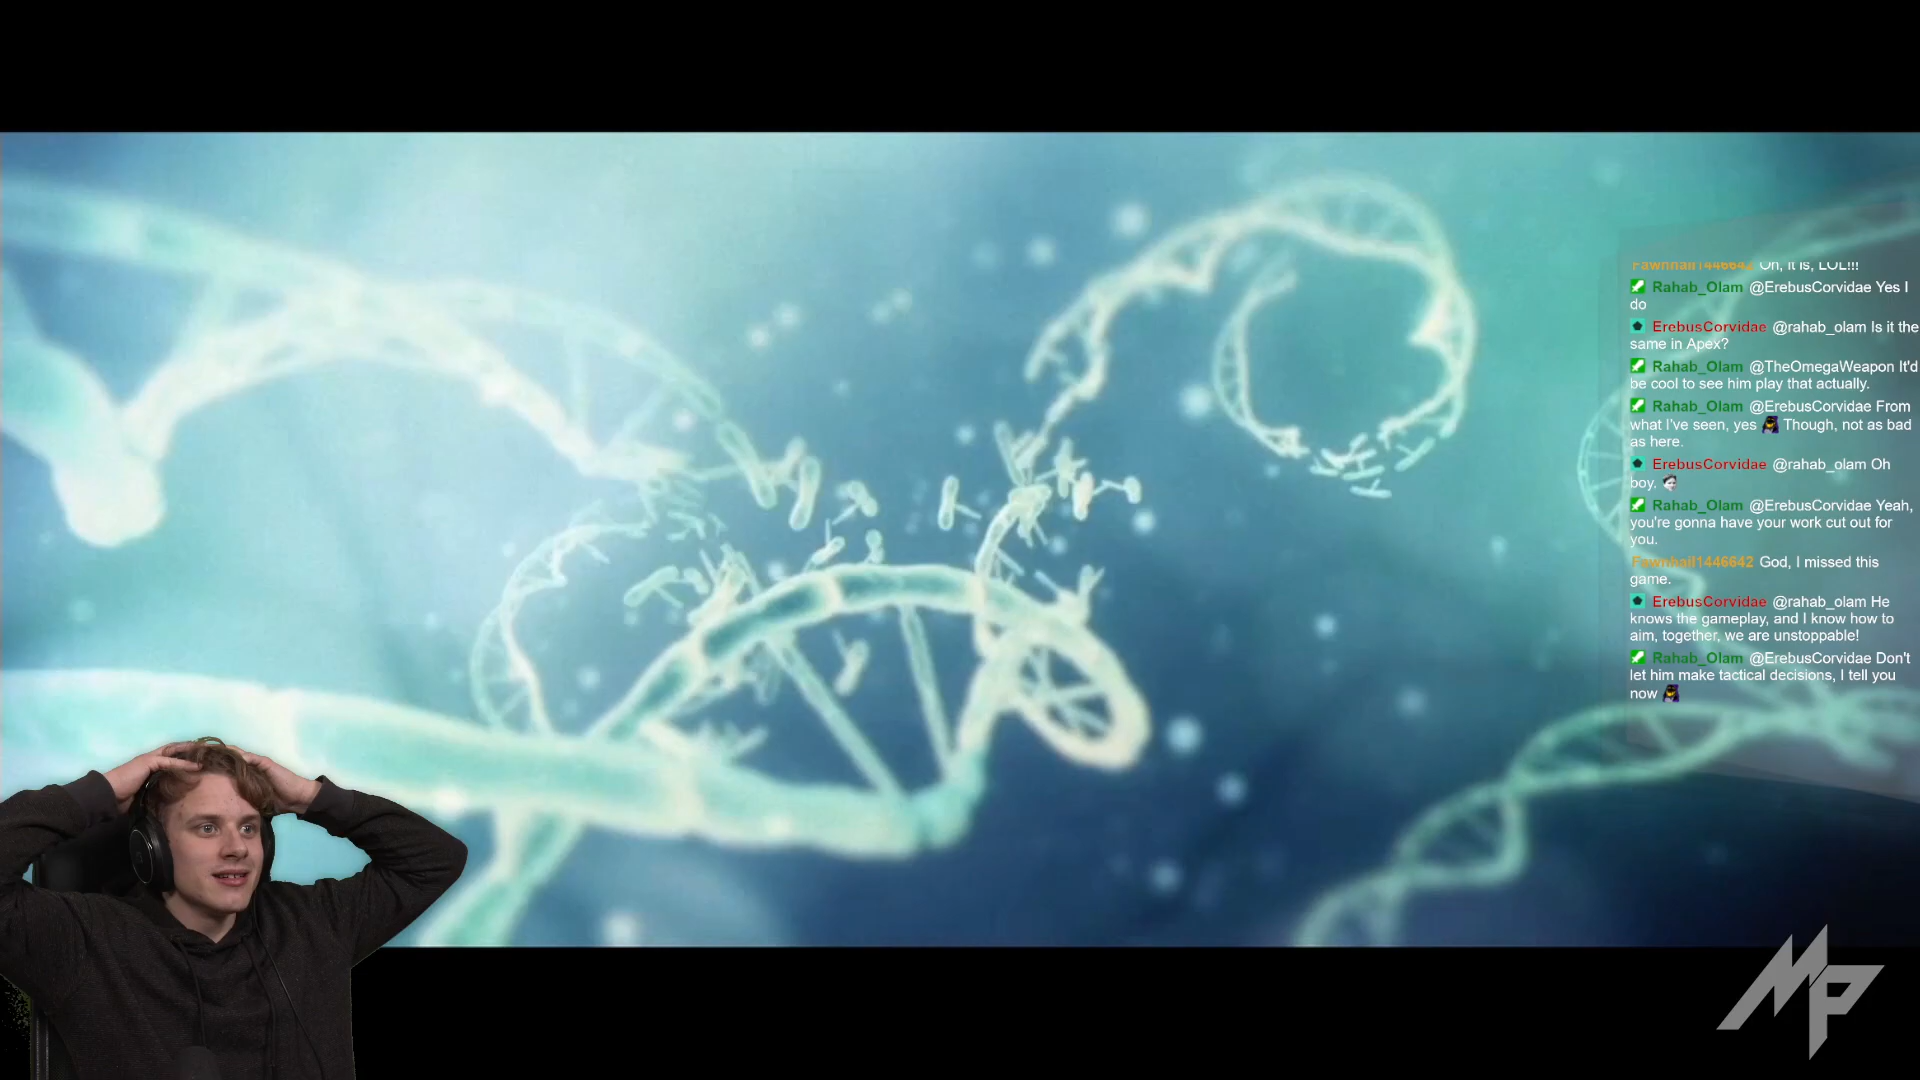 Fawnhail1446642 Oh, it is, LOL!!!
Rahab_Olam @ErebusCorvidae Yes I
do
ErebusCorvidae @rahab_olam Is it the
same in Apex?
Rahab_Olam @TheOmegaWeapon It'd
be cool to see him play that actually.
Rahab_Olam @ErebusCorvidae From
what I've seen, yes Though, not as bad
as here.
ErebusCorvidae @rahab_olam Oh
boy.
Rahab_Olam @ErebusCorvidae Yeah,
you're gonna have your work cut out for
you.
Fawnhail1446642 God, I missed this
game.
ErebusCorvidae @rahab_olam He
knows the gameplay, and I know how to
aim, together, we are unstoppable!
Rahab_Olam @ErebusCorvidae Don't
let him make tactical decisions, I tell you
now
MP